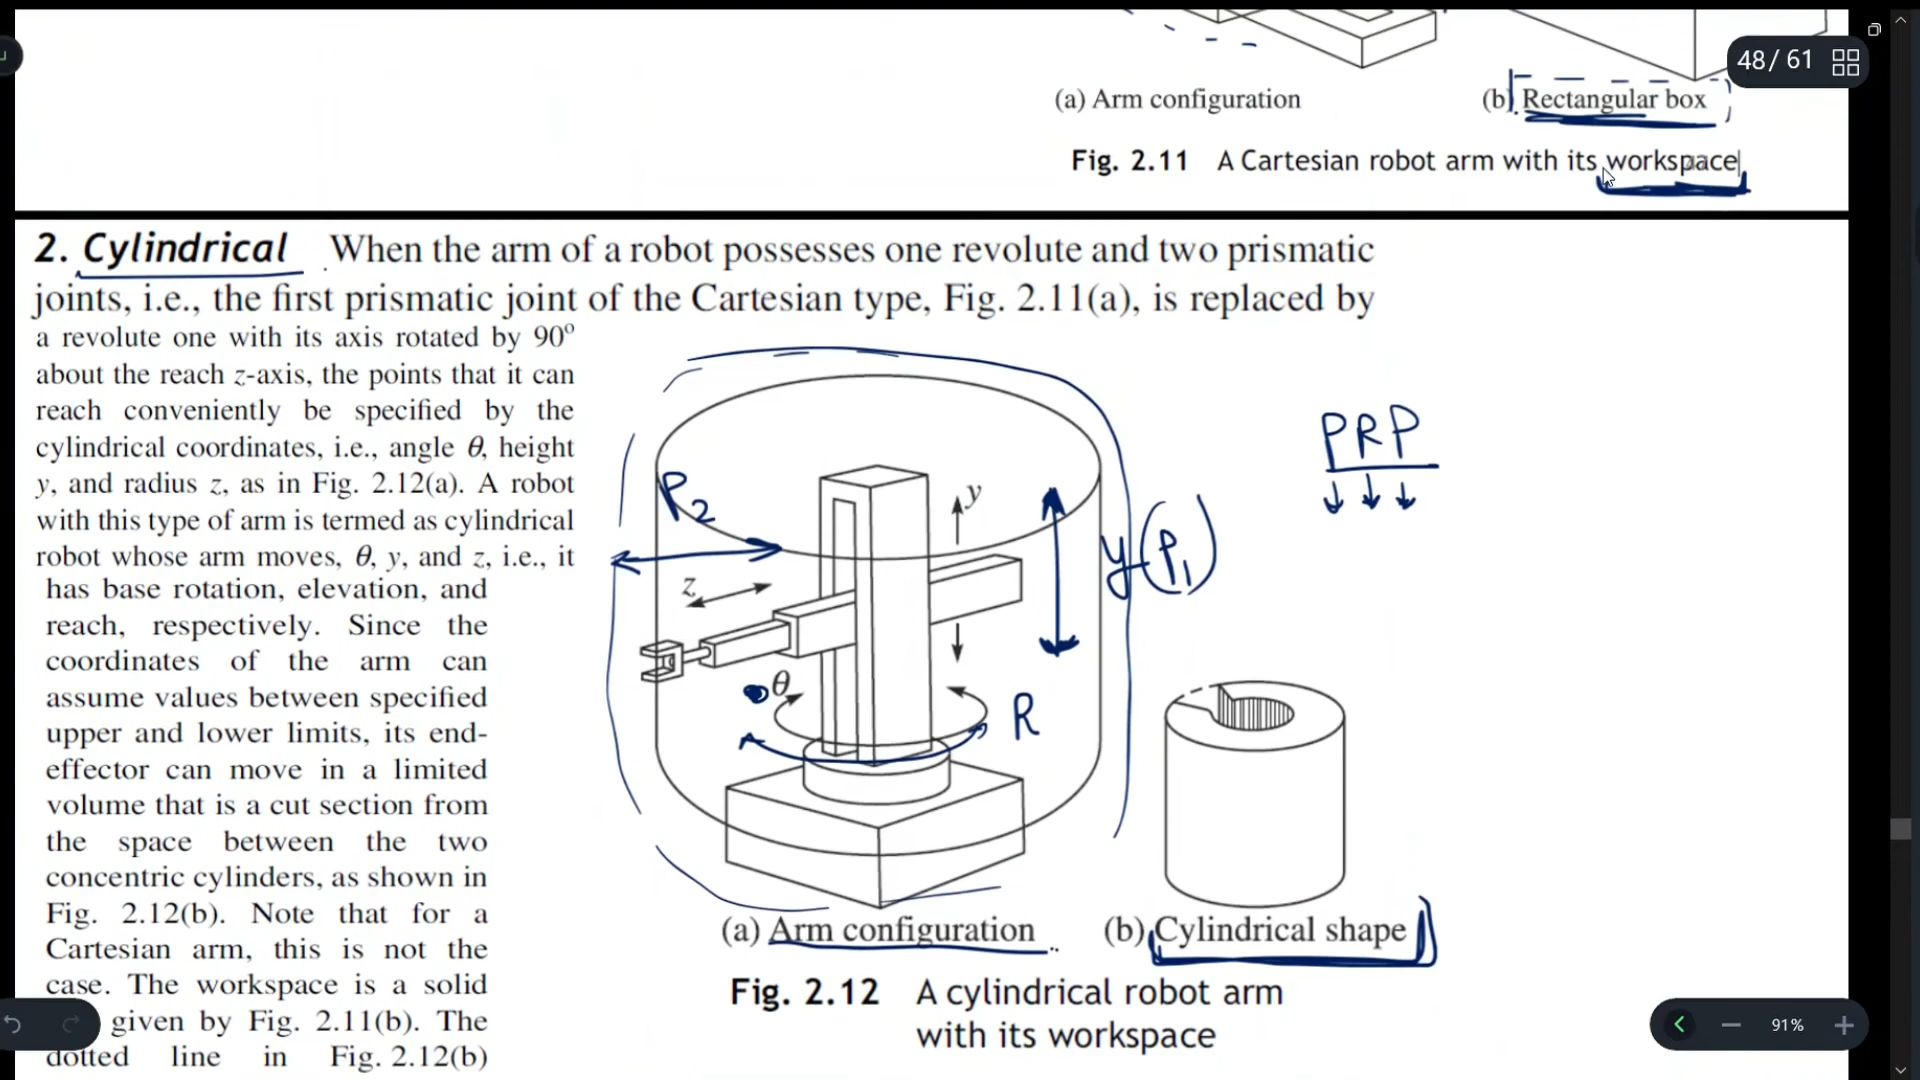 48 / 61
(a) Arm configuration
(b) Rectangular box
Fig. 2.11 A Cartesian robot arm with its workspace
2. Cylindrical When the arm of a robot possesses one revolute and two prismatic
joints, i.e., the first prismatic joint of the Cartesian type, Fig. 2.11(a), is replaced by
a revolute one with its axis rotated by 90º
about the reach z-axis, the points that it can
reach conveniently be specified by the
cylindrical coordinates, i.e., angle θ, height
y, and radius z, as in Fig. 2.12(a). A robot
with this type of arm is termed as cylindrical
robot whose arm moves, θ, y, and z, i.e., it
has base rotation, elevation, and
reach, respectively. Since the
coordinates of the arm can
assume values between specified
upper and lower limits, its end-
effector can move in a limited
volume that is a cut section from
the space between the two
concentric cylinders, as shown in
Fig. 2.12(b). Note that for a
Cartesian arm, this is not the
case. The workspace is a solid
given by Fig. 2.11(b). The
dotted line in Fig. 2.12(b)
PRP
P2
y
y(P1)
z
θ
R
(a) Arm configuration
(b) Cylindrical shape
Fig. 2.12 A cylindrical robot arm
with its workspace
91%